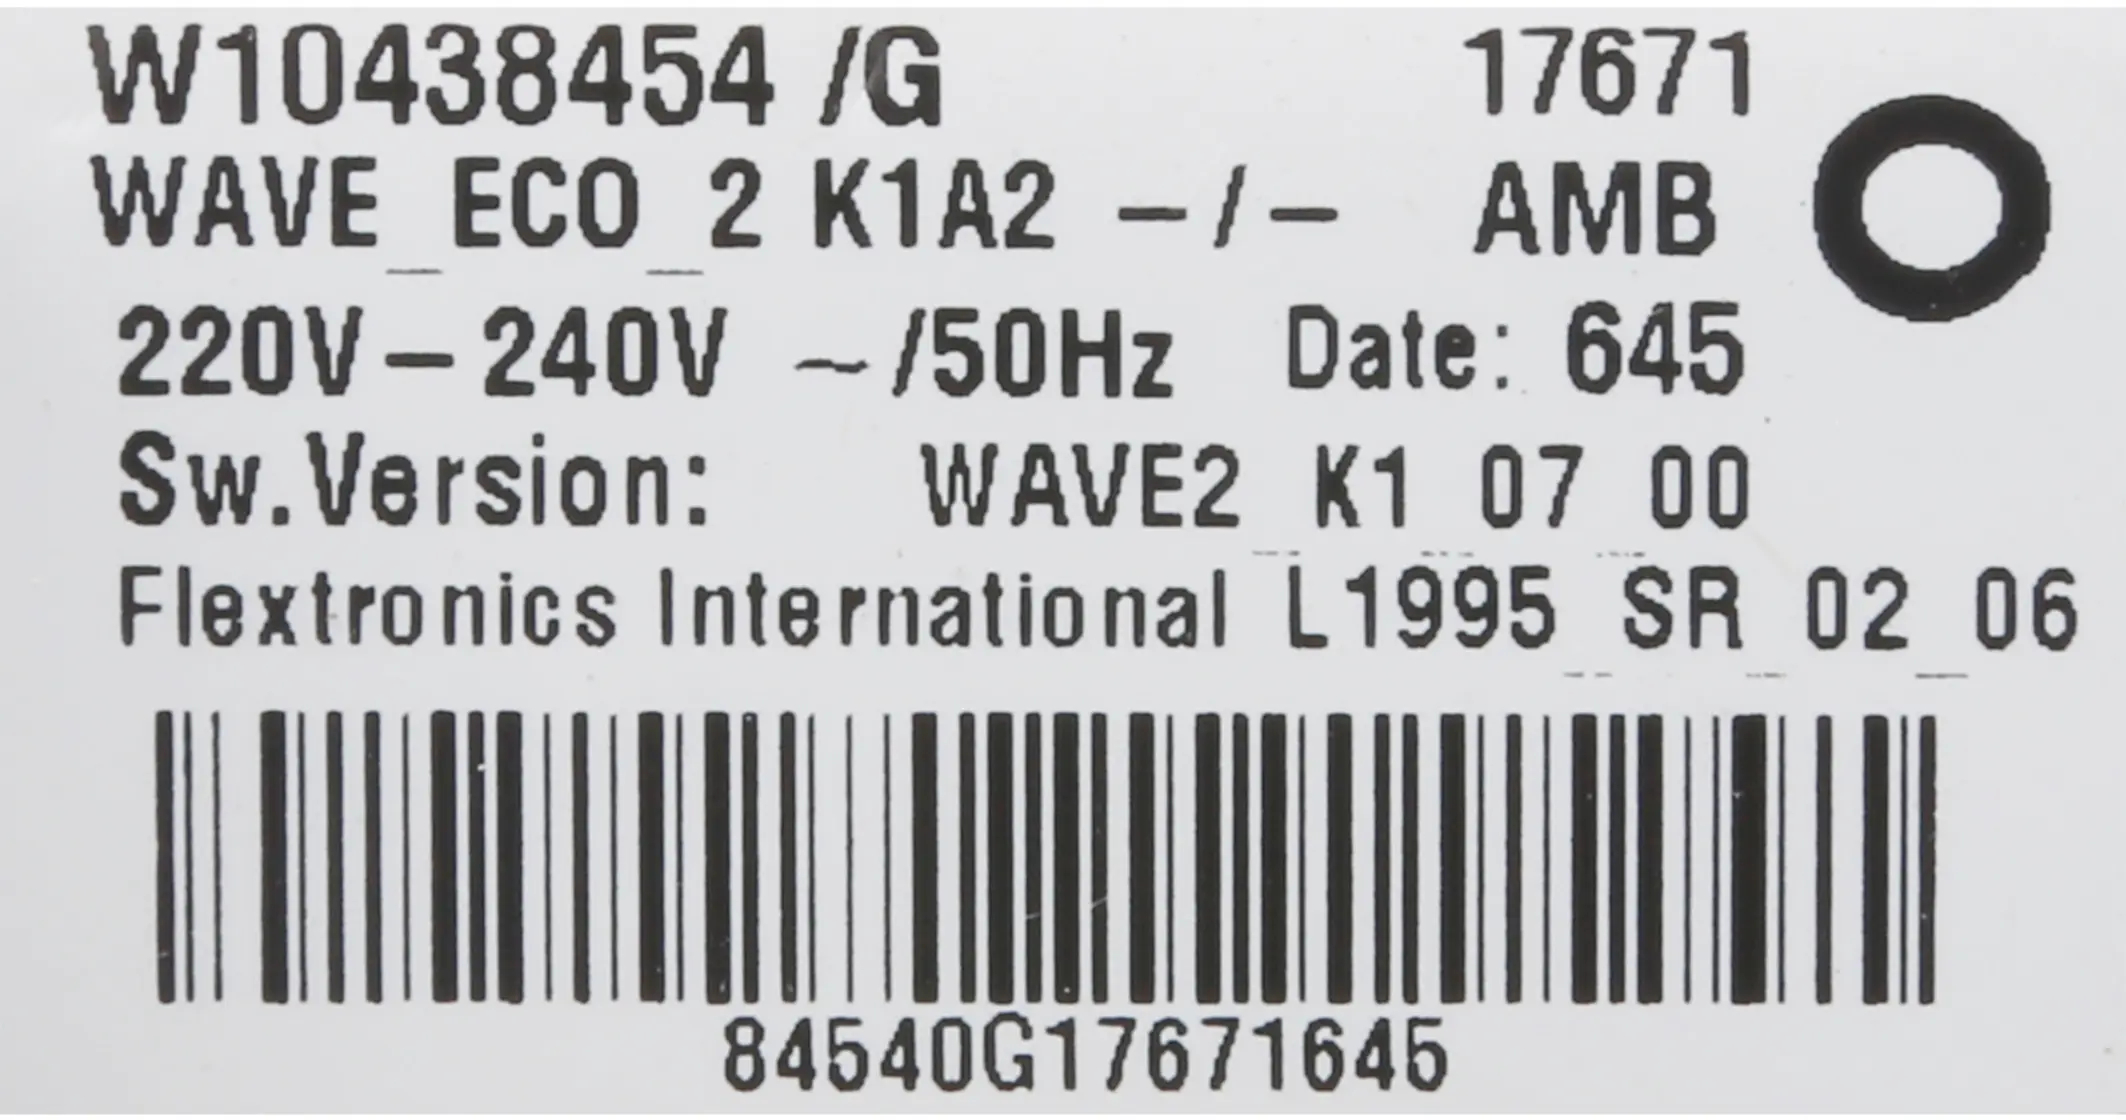 W10438454 /G 17671
WAVE_ECO_2 K1A2 -/- AMB
220V-240V ~/50Hz Date: 645
Sw.Version: WAVE2_K1_07_00
Flextronics International L1995_SR_02_06
84540G17671645